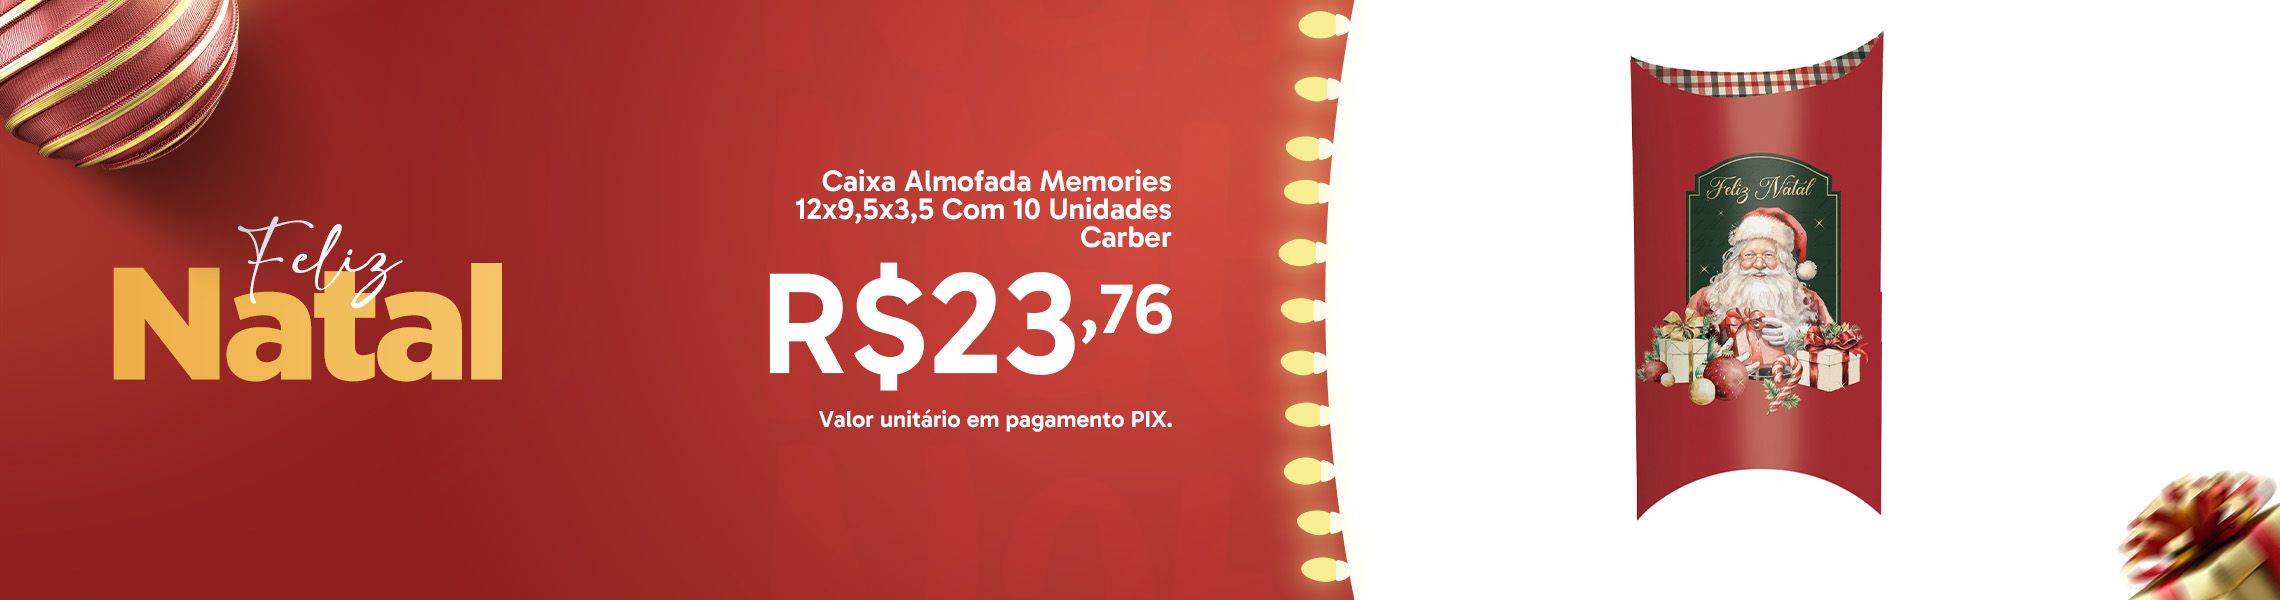 Feliz
Natal
Caixa Almofada Memories
12x9,5x3,5 Com 10 Unidades
Carber
R$23,76
Valor unitário em pagamento PIX.
Feliz Natal